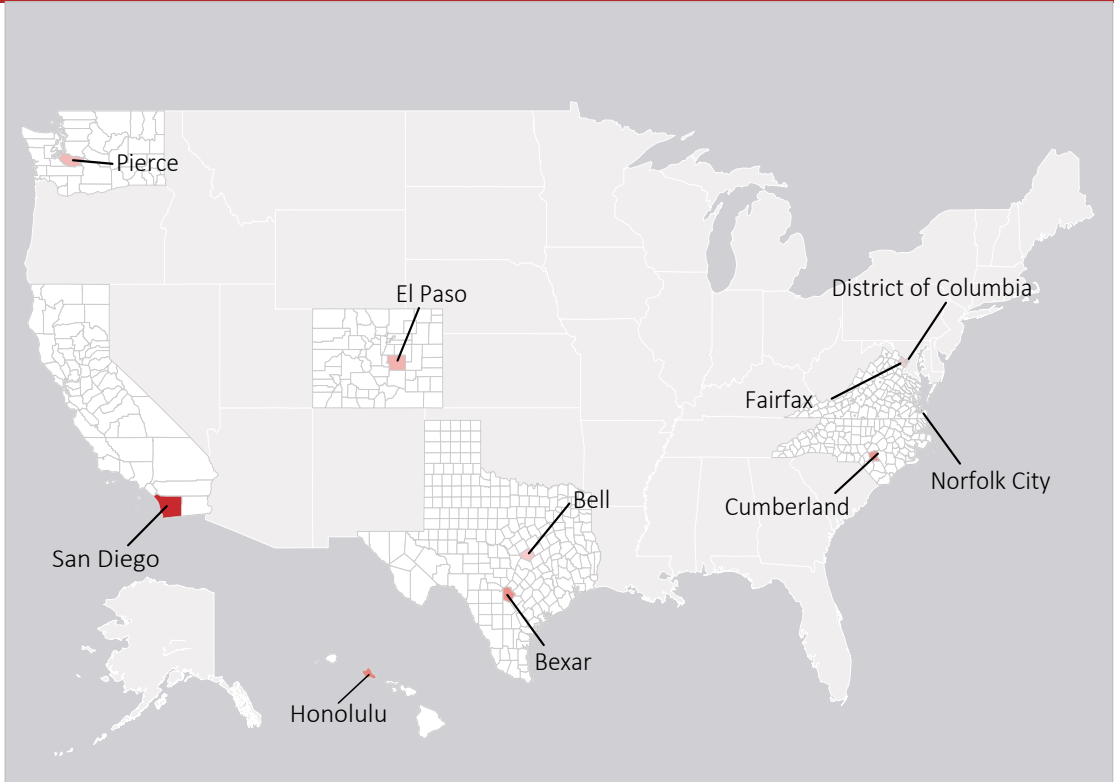 Pierce
El Paso
District of Columbia
Fairfax
Norfolk City
Bell
Cumberland
San Diego
Bexar
Honolulu